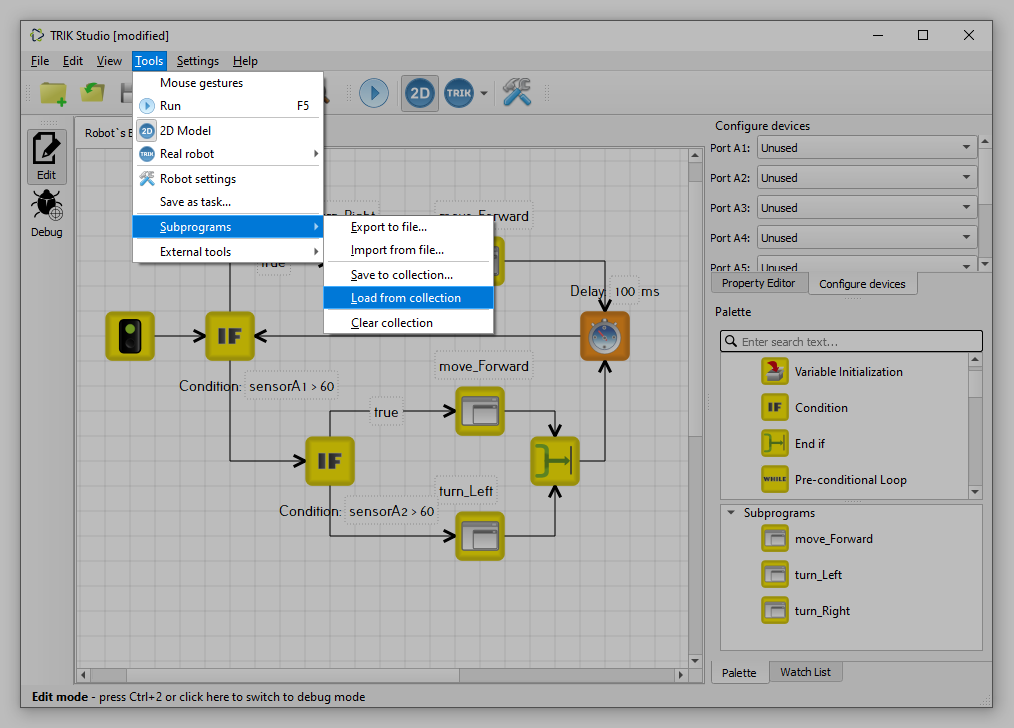 TRIK Studio [modified]
File Edit View Tools Settings Help
Mouse gestures
Run F5
2D 2D Model
TRIK Real robot
Robot settings
Save as task...
Subprograms
External tools
Export to file...
Import from file...
Save to collection...
Load from collection
Clear collection
2D TRIK
Edit
Debug
Robot`s B
rn_Right
move_Forward
true
Delay: 100 ms
IF
Condition: sensorA1 > 60
move_Forward
true
IF
turn_Left
Condition: sensorA2 > 60
Configure devices
Port A1: Unused
Port A2: Unused
Port A3: Unused
Port A4: Unused
Port A5: Unused
Property Editor Configure devices
Palette
Enter search text...
Variable Initialization
IF Condition
End if
WHILE Pre-conditional Loop
Subprograms
move_Forward
turn_Left
turn_Right
Palette Watch List
Edit mode - press Ctrl+2 or click here to switch to debug mode